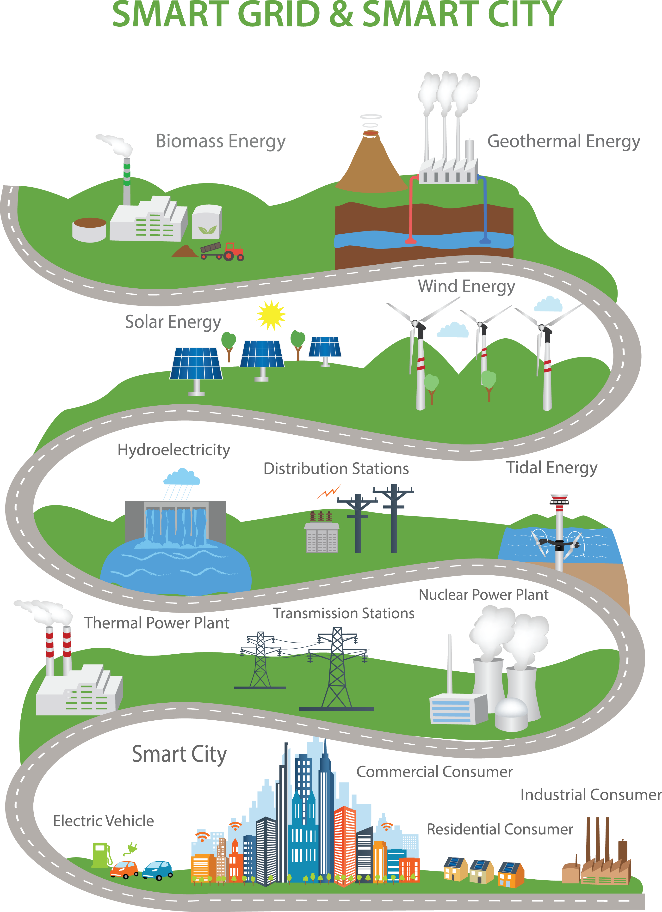 SMART GRID & SMART CITY
Biomass Energy
Geothermal Energy
Wind Energy
Solar Energy
Hydroelectricity
Distribution Stations
Tidal Energy
Nuclear Power Plant
Thermal Power Plant
Transmission Stations
Smart City
Commercial Consumer
Industrial Consumer
Electric Vehicle
Residential Consumer